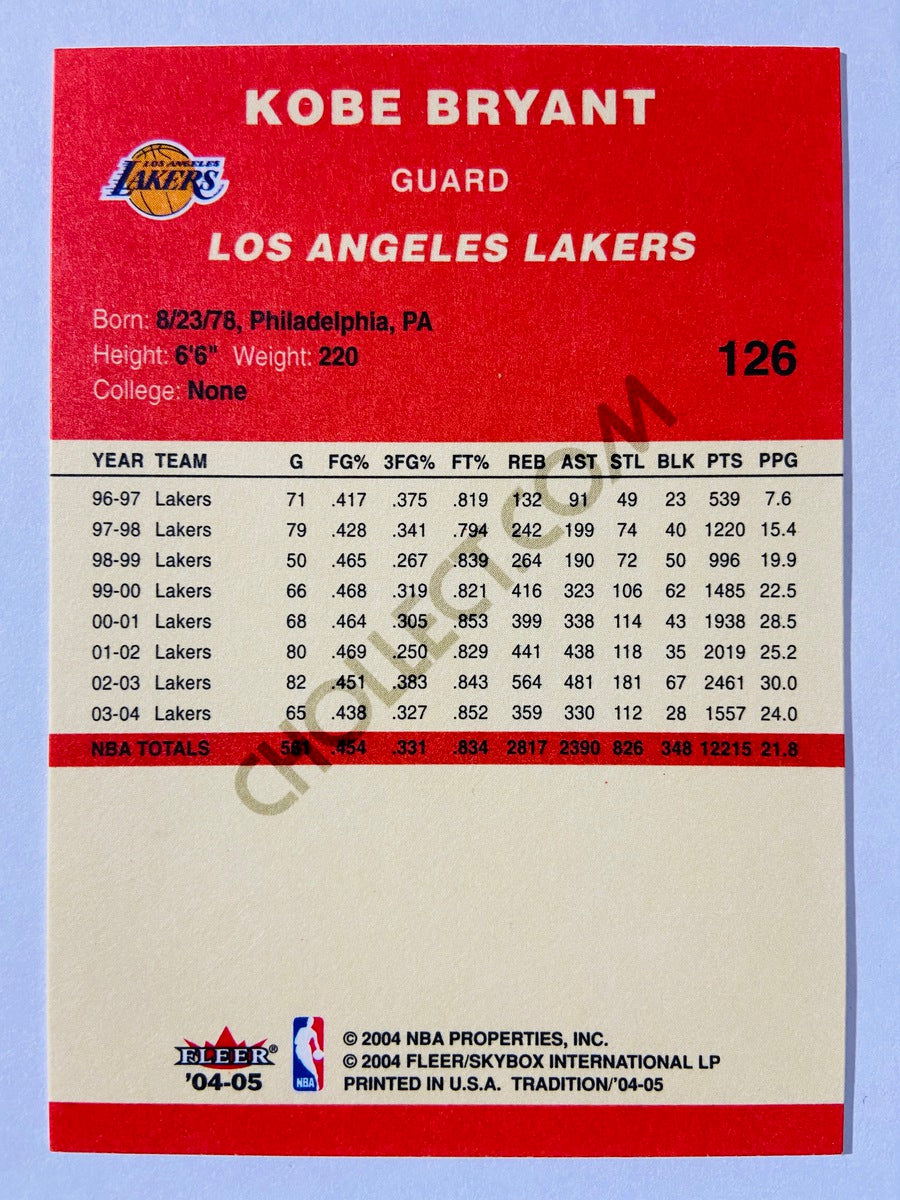 KOBE BRYANT
LOS ANGELES LAKERS
GUARD
LOS ANGELES LAKERS
Born: 8/23/78, Philadelphia, PA
Height: 6'6" Weight: 220
College: None
126
YEAR TEAM G FG% 3FG% FT% REB AST STL BLK PTS PPG
96-97 Lakers 71 .417 .375 .819 132 91 49 23 539 7.6
97-98 Lakers 79 .428 .341 .794 242 199 74 40 1220 15.4
98-99 Lakers 50 .465 .267 .839 264 190 72 50 996 19.9
99-00 Lakers 66 .468 .319 .821 416 323 106 62 1485 22.5
00-01 Lakers 68 .464 .305 .853 399 338 114 43 1938 28.5
01-02 Lakers 80 .469 .250 .829 441 438 118 35 2019 25.2
02-03 Lakers 82 .451 .383 .843 564 481 181 67 2461 30.0
03-04 Lakers 65 .438 .327 .852 359 330 112 28 1557 24.0
NBA TOTALS 561 .454 .331 .834 2817 2390 826 348 12215 21.8
CHOLLECT.COM
FLEER®
'04-05
NBA
© 2004 NBA PROPERTIES, INC.
© 2004 FLEER/SKYBOX INTERNATIONAL LP
PRINTED IN U.S.A. TRADITION/'04-05